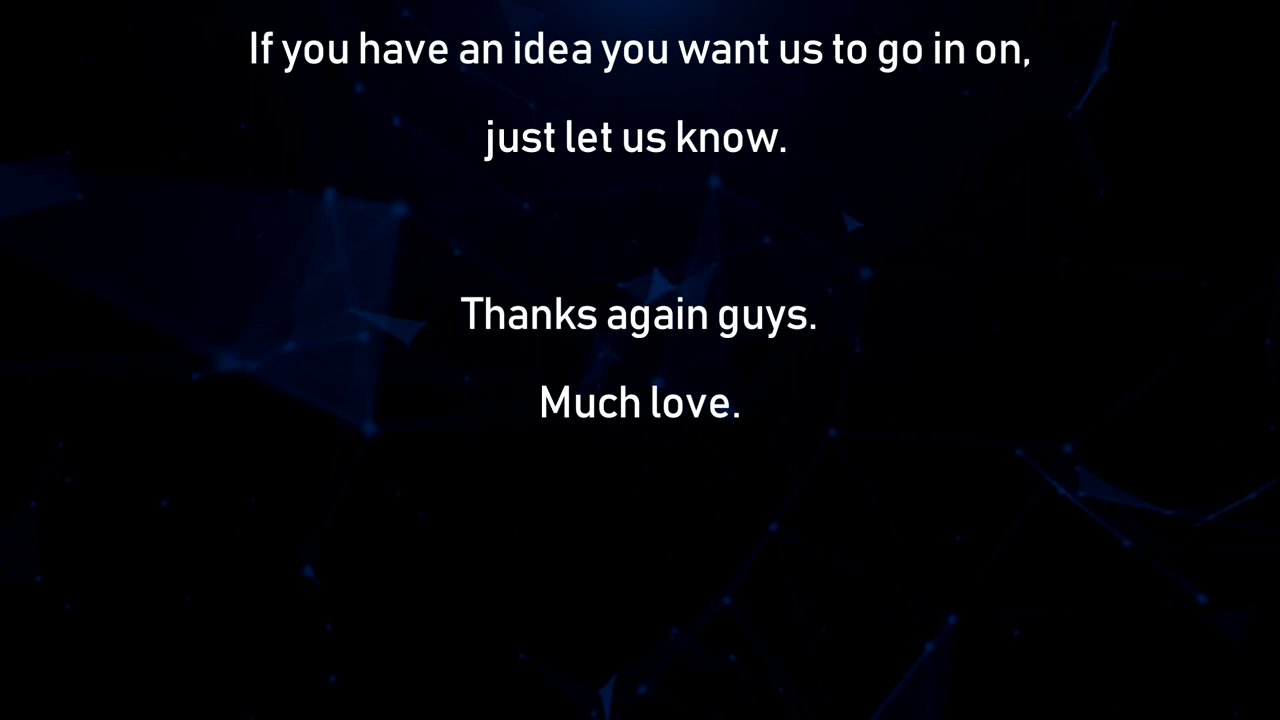 If you have an idea you want us to go in on,
just let us know.
Thanks again guys.
Much love.